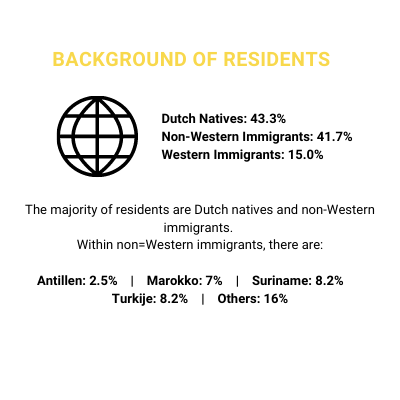 BACKGROUND OF RESIDENTS
Dutch Natives: 43.3%
Non-Western Immigrants: 41.7%
Western Immigrants: 15.0%
The majority of residents are Dutch natives and non-Western
immigrants.
Within non=Western immigrants, there are:
Antillen: 2.5% | Marokko: 7% | Suriname: 8.2%
Turkije: 8.2% | Others: 16%